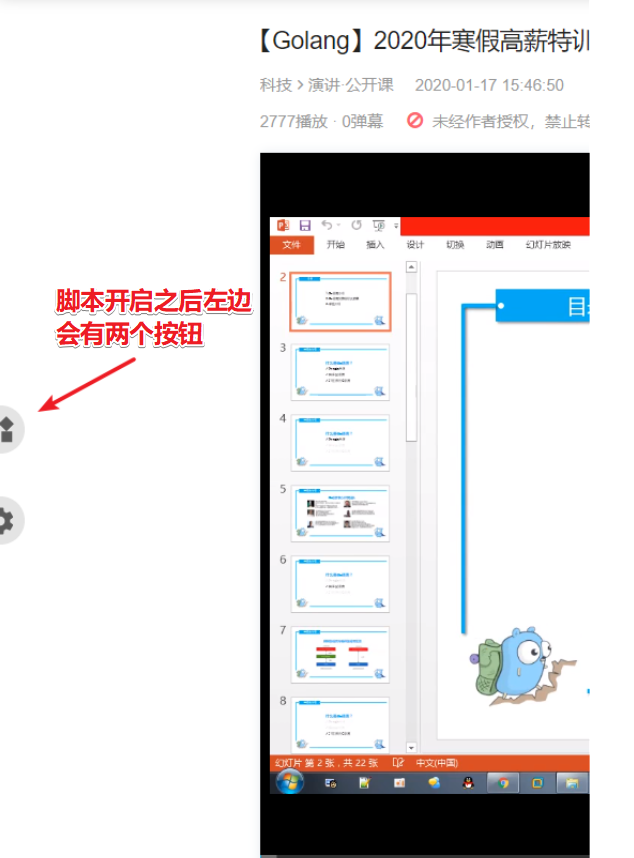 【Golang】2020年寒假高薪特训
科技 > 演讲·公开课 2020-01-17 15:46:50
2777播放 · 0弹幕 未经作者授权，禁止转
文件 开始 插入 设计 切换 动画 幻灯片放映
脚本开启之后左边
会有两个按钮
2
3
4
5
6
7
8
目
幻灯片 第 2 张，共 22 张 中文(中国)